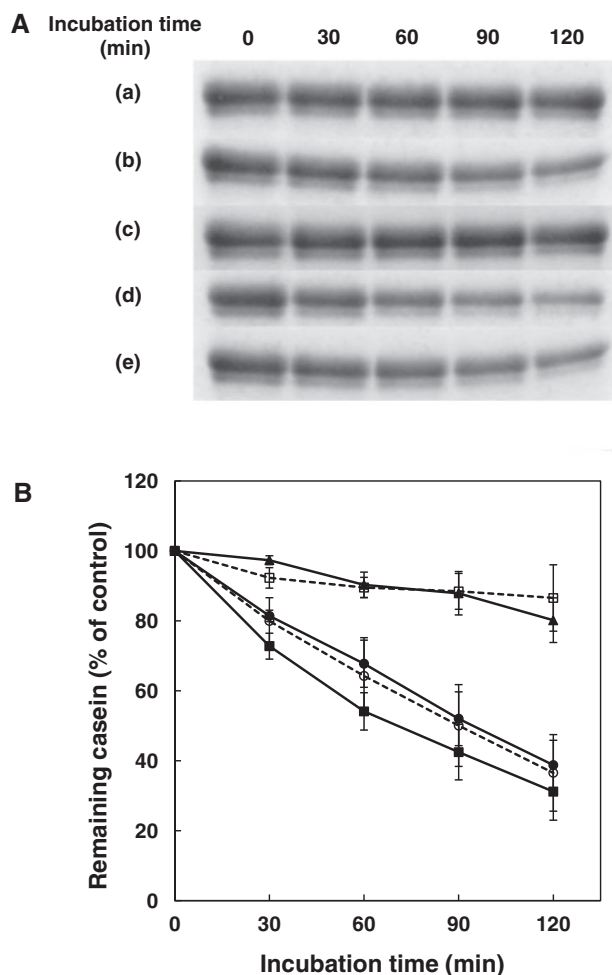 A
Incubation time
(min)
0 30 60 90 120
(a)
(b)
(c)
(d)
(e)
B
Remaining casein (% of control)
120
100
80
60
40
20
0
0 30 60 90 120
Incubation time (min)